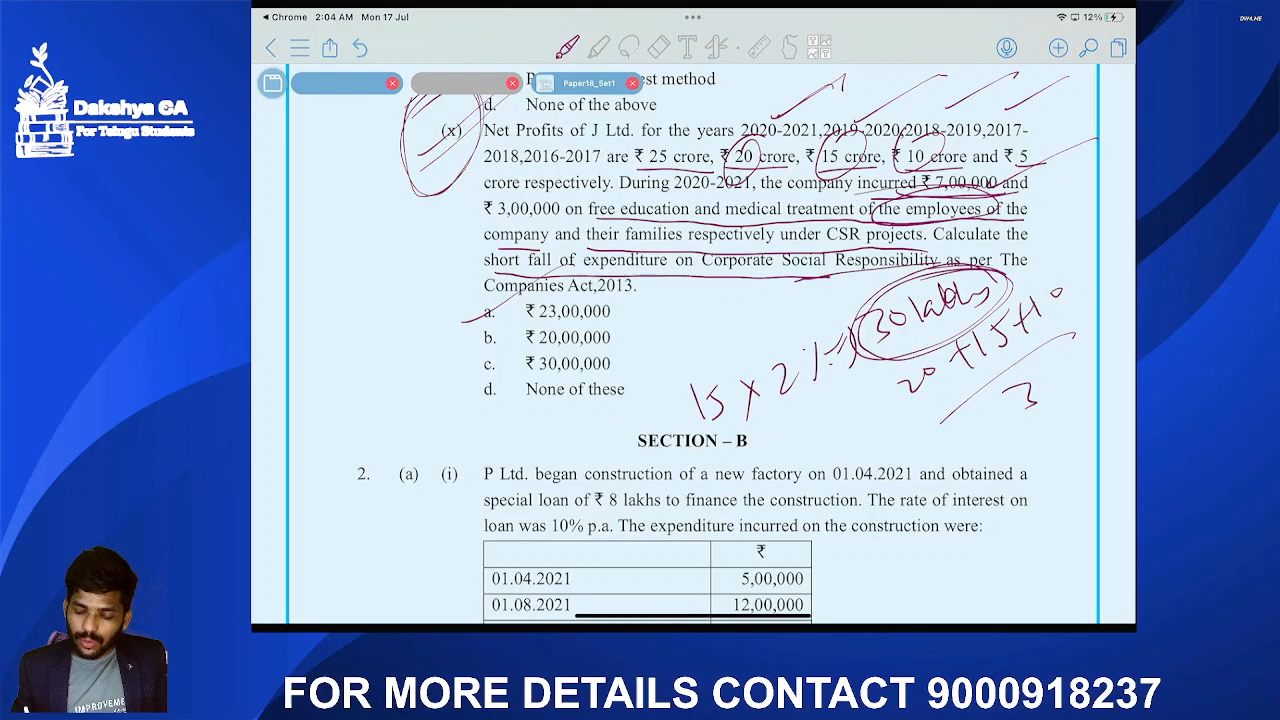 Chrome 2:04 AM Mon 17 Jul
12%
DW4.ME
Dakshya CA
For Telugu Students
Paper18_Set1
est method
d. None of the above
(x) Net Profits of J Ltd. for the years 2020-2021,2019-2020,2018-2019,2017-
2018,2016-2017 are ₹ 25 crore, ₹ 20 crore, ₹ 15 crore, ₹ 10 crore and ₹ 5
crore respectively. During 2020-2021, the company incurred ₹ 7,00,000 and
₹ 3,00,000 on free education and medical treatment of the employees of the
company and their families respectively under CSR projects. Calculate the
short fall of expenditure on Corporate Social Responsibility as per The
Companies Act,2013.
a. ₹ 23,00,000
b. ₹ 20,00,000
c. ₹ 30,00,000
d. None of these
30 lakhs
15 x 2%
20 +15+10
3
SECTION – B
2. (a) (i) P Ltd. began construction of a new factory on 01.04.2021 and obtained a
special loan of ₹ 8 lakhs to finance the construction. The rate of interest on
loan was 10% p.a. The expenditure incurred on the construction were:
₹
01.04.2021 5,00,000
01.08.2021 12,00,000
IMPROVEME
FOR MORE DETAILS CONTACT 9000918237